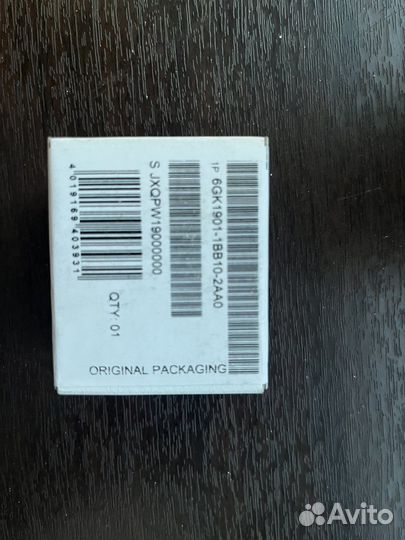 1P 6GK1901-1BB10-2AA0
S JXQPW19000000
4 019169 403931
QTY: 01
ORIGINAL PACKAGING
Avito